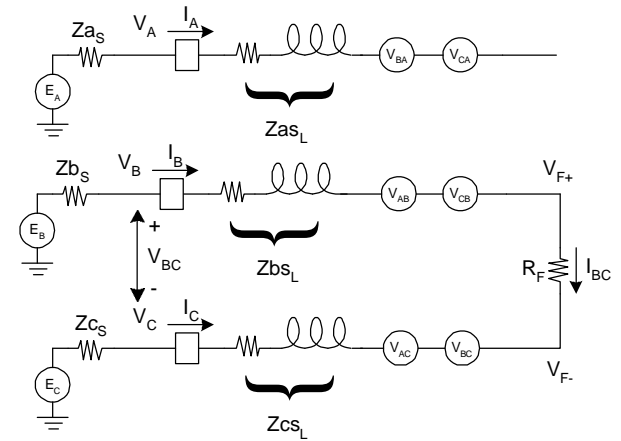 Za_S
V_A
I_A
E_A
V_BA
V_CA
Zas_L
Zb_S
V_B
I_B
E_B
V_AB
V_CB
V_F+
+
V_BC
-
Zbs_L
R_F
I_BC
Zc_S
V_C
I_C
E_C
V_AC
V_BC
V_F-
Zcs_L